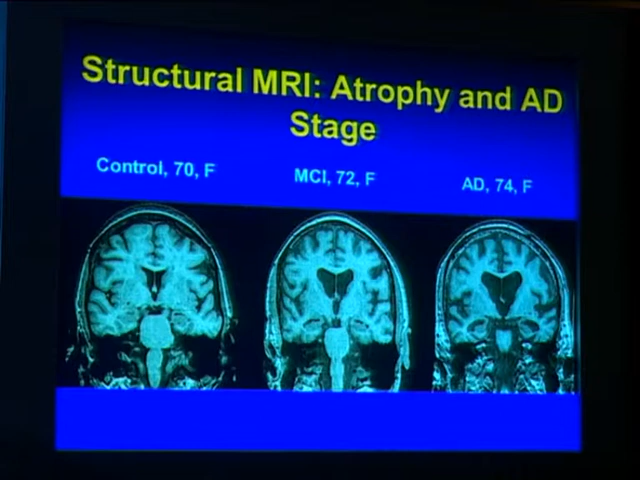 Structural MRI: Atrophy and AD
Stage
Control, 70, F
MCI, 72, F
AD, 74, F